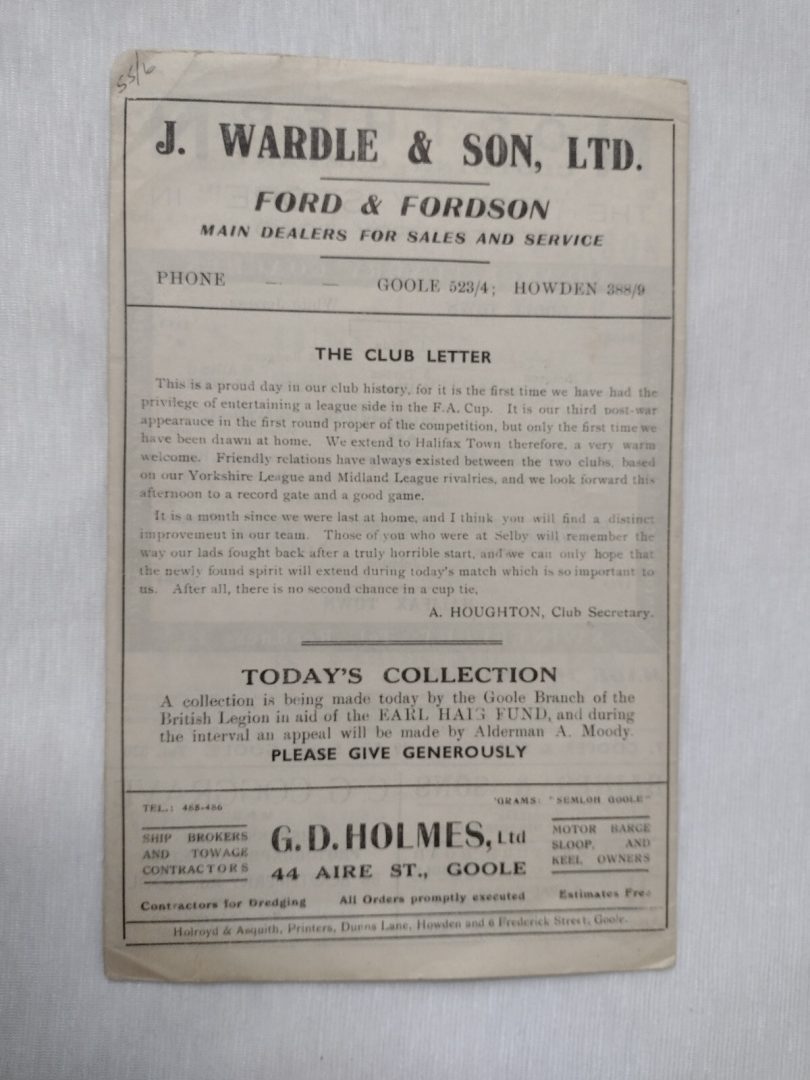 55/6
J. WARDLE & SON, LTD.
FORD & FORDSON
MAIN DEALERS FOR SALES AND SERVICE
PHONE — — GOOLE 523/4; HOWDEN 388/9
THE CLUB LETTER
This is a proud day in our club history, for it is the first time we have had the
privilege of entertaining a league side in the F.A. Cup. It is our third post-war
appearance in the first round proper of the competition, but only the first time we
have been drawn at home. We extend to Halifax Town therefore, a very warm
welcome. Friendly relations have always existed between the two clubs, based
on our Yorkshire League and Midland League rivalries, and we look forward this
afternoon to a record gate and a good game.
It is a month since we were last at home, and I think you will find a distinct
improvement in our team. Those of you who were at Selby will remember the
way our lads fought back after a truly horrible start, and we can only hope that
the newly found spirit will extend during today's match which is so important to
us. After all, there is no second chance in a cup tie,
A. HOUGHTON, Club Secretary.
TODAY'S COLLECTION
A collection is being made today by the Goole Branch of the
British Legion in aid of the EARL HAIG FUND, and during
the interval an appeal will be made by Alderman A. Moody.
PLEASE GIVE GENEROUSLY
TEL.: 485-486
'GRAMS: "SEMLOH GOOLE"
SHIP BROKERS
AND TOWAGE
CONTRACTORS
G. D. HOLMES, Ltd
44 AIRE ST., GOOLE
MOTOR BARGE
SLOOP, AND
KEEL OWNERS
Contractors for Dredging All Orders promptly executed Estimates Free
Holroyd & Asquith, Printers, Dunns Lane, Howden and 6 Frederick Street, Goole.